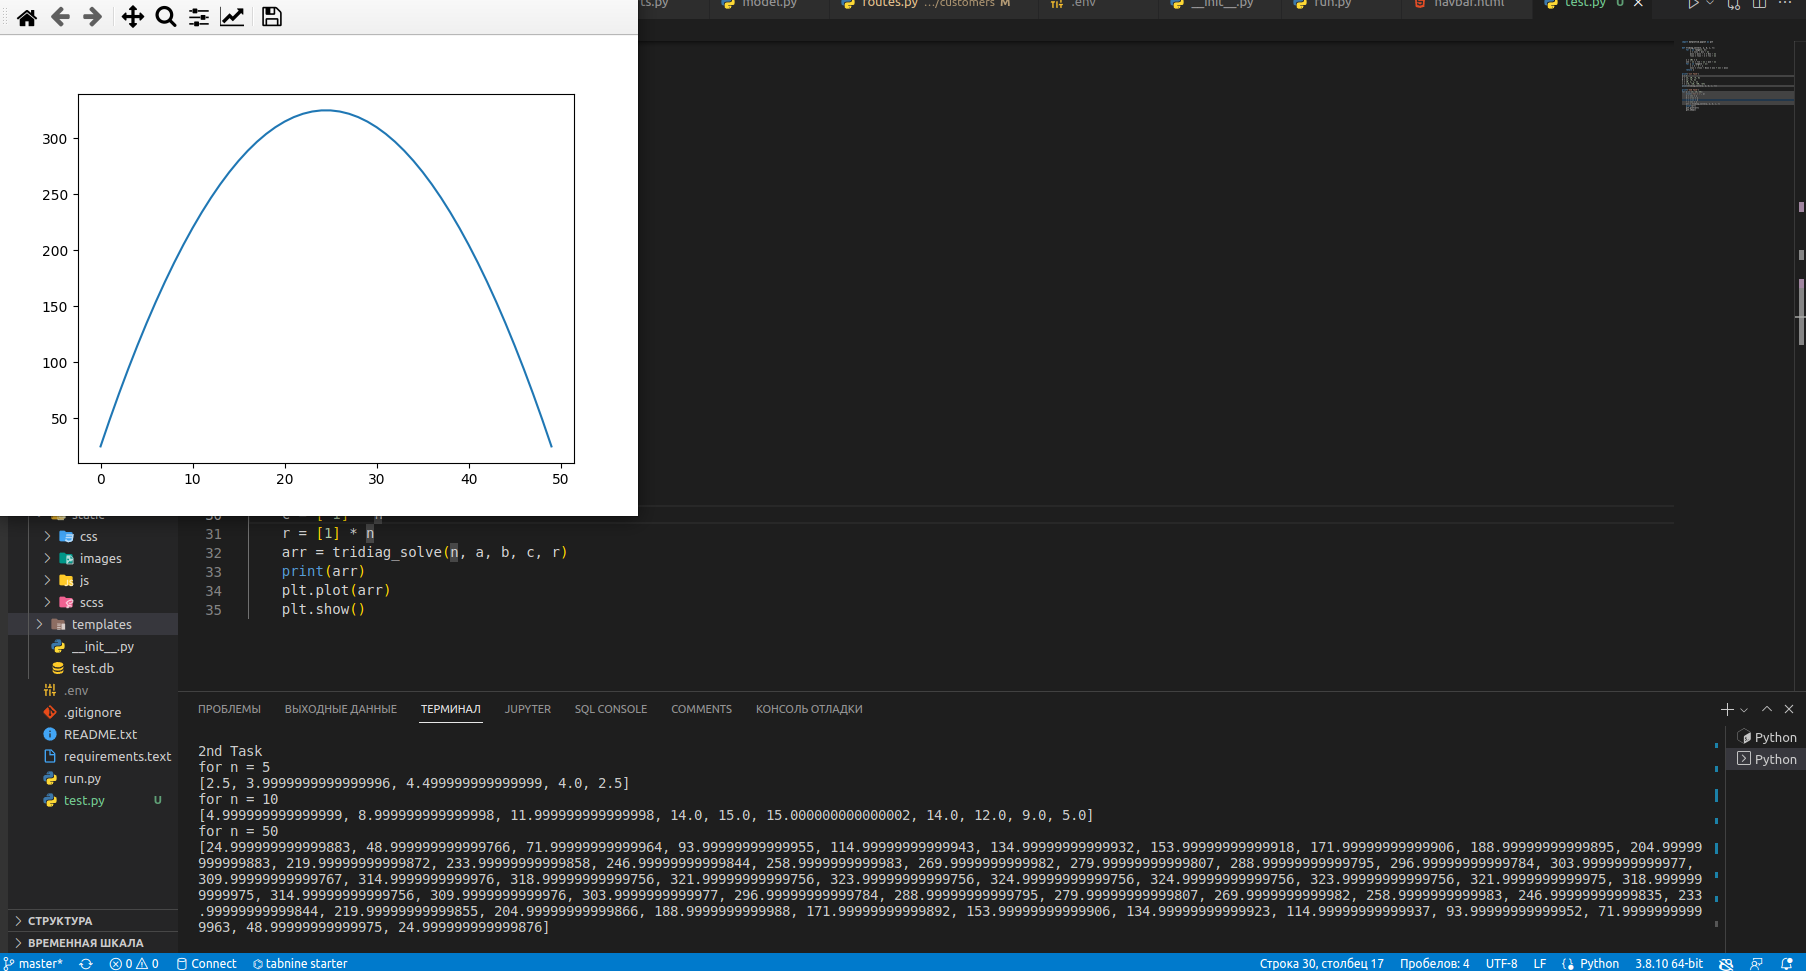 ts.py model.py routes.py .../customers M .env __init__.py run.py navbar.html test.py U
300
250
200
150
100
50
0 10 20 30 40 50
static
css
images
js
scss
templates
__init__.py
test.db
.env
.gitignore
README.txt
requirements.text
run.py
test.py U
СТРУКТУРА
ВРЕМЕННАЯ ШКАЛА
30
31 r = [1] * n
32 arr = tridiag_solve(n, a, b, c, r)
33 print(arr)
34 plt.plot(arr)
35 plt.show()
ПРОБЛЕМЫ ВЫХОДНЫЕ ДАННЫЕ ТЕРМИНАЛ JUPYTER SQL CONSOLE COMMENTS КОНСОЛЬ ОТЛАДКИ
Python
Python
2nd Task
for n = 5
[2.5, 3.9999999999999996, 4.499999999999999, 4.0, 2.5]
for n = 10
[4.999999999999999, 8.999999999999998, 11.999999999999998, 14.0, 15.0, 15.000000000000002, 14.0, 12.0, 9.0, 5.0]
for n = 50
[24.999999999999883, 48.999999999999766, 71.99999999999964, 93.99999999999955, 114.99999999999943, 134.99999999999932, 153.99999999999918, 171.99999999999906, 188.99999999999895, 204.99999
999999883, 219.99999999999872, 233.99999999999858, 246.99999999999844, 258.9999999999983, 269.9999999999982, 279.99999999999807, 288.99999999999795, 296.99999999999784, 303.9999999999977,
309.99999999999767, 314.9999999999976, 318.99999999999756, 321.99999999999756, 323.99999999999756, 324.99999999999756, 324.99999999999756, 323.99999999999756, 321.9999999999975, 318.999999
9999975, 314.99999999999756, 309.9999999999976, 303.9999999999977, 296.99999999999784, 288.99999999999795, 279.99999999999807, 269.9999999999982, 258.9999999999983, 246.99999999999835, 233
.99999999999844, 219.99999999999855, 204.99999999999866, 188.9999999999988, 171.99999999999892, 153.99999999999906, 134.99999999999923, 114.99999999999937, 93.99999999999952, 71.9999999999
9963, 48.99999999999975, 24.999999999999876]
master* 0 0 Connect tabnine starter Строка 30, столбец 17 Пробелов: 4 UTF-8 LF Python 3.8.10 64-bit